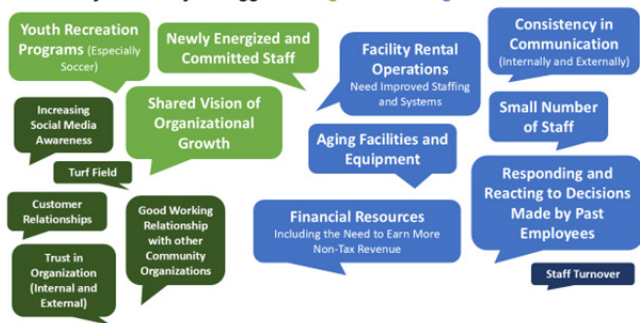 Youth Recreation
Programs (Especially
Soccer)
Newly Energized and
Committed Staff
Increasing
Social Media
Awareness
Shared Vision of
Organizational
Growth
Turf Field
Customer
Relationships
Good Working
Relationship
with other
Community
Organizations
Trust in
Organization
(Internal and
External)
Facility Rental
Operations
Need Improved Staffing
and Systems
Consistency in
Communication
(Internally and Externally)
Small Number
of Staff
Aging Facilities and
Equipment
Responding and
Reacting to Decisions
Made by Past
Employees
Financial Resources
Including the Need to Earn More
Non-Tax Revenue
Staff Turnover